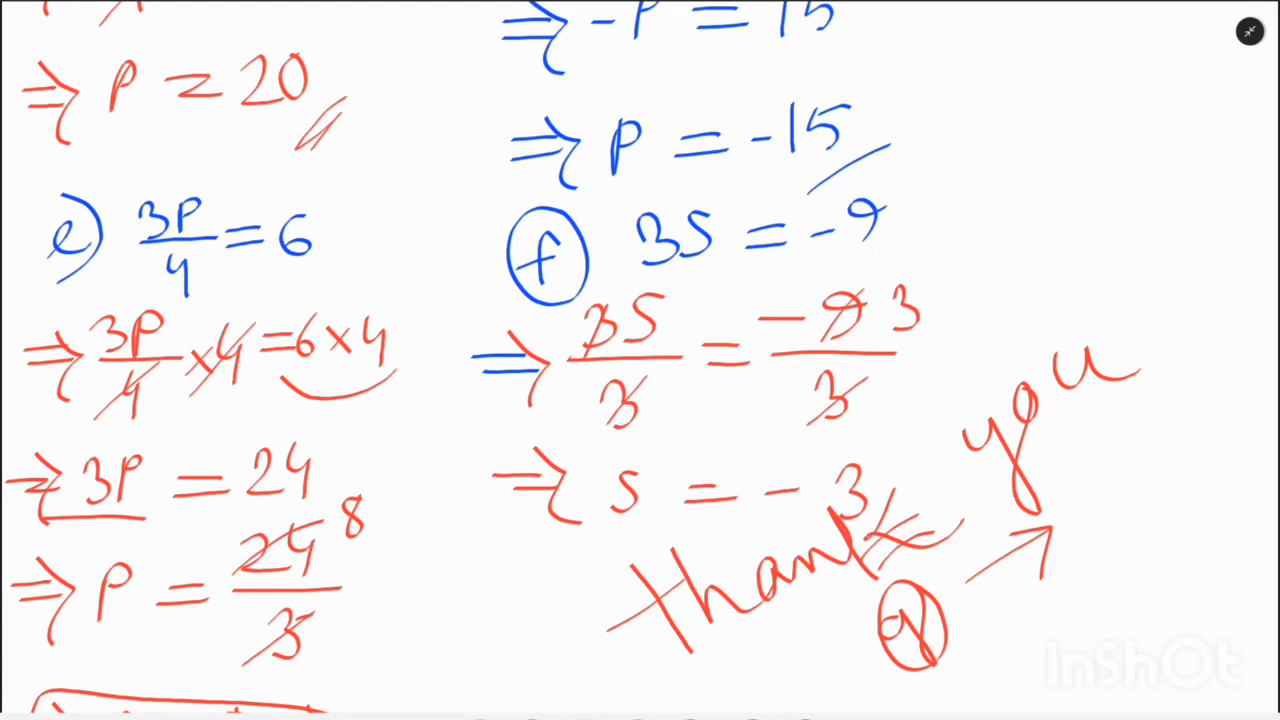 ⇒ P = 20
e) 3P/4 = 6
⇒ 3P/4 × 4 = 6 × 4
⇒ 3P = 24
⇒ P = 24/3 8
⇒ -P = 15
⇒ P = -15
f 3S = -9
⇒ 3S/3 = -9/3 3
⇒ S = -3
thank you
InShOt